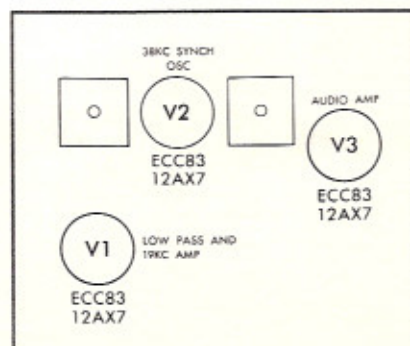 38KC SYNCH
OSC
V2
ECC83
12AX7
AUDIO AMP
V3
ECC83
12AX7
V1
LOW PASS AND
19KC AMP
ECC83
12AX7